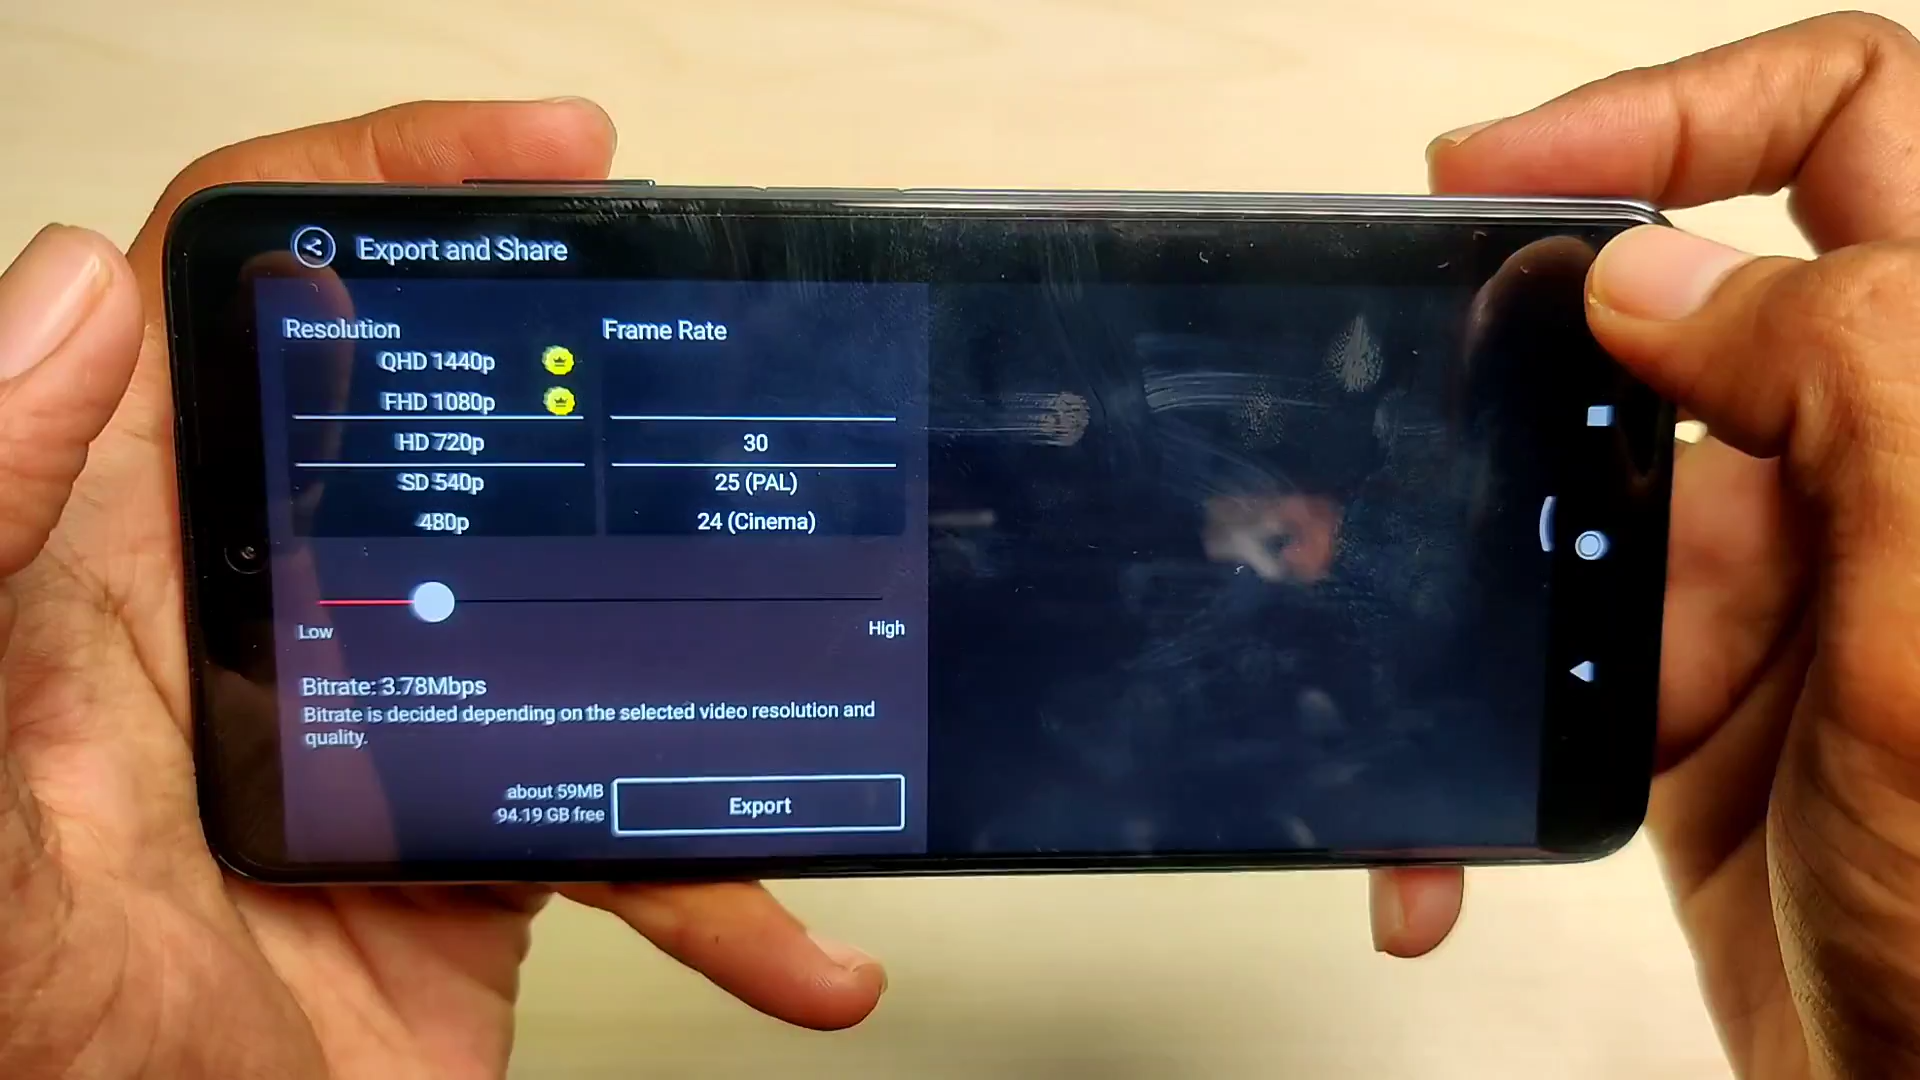 Export and Share
Resolution
Frame Rate
QHD 1440p
FHD 1080p
HD 720p
30
SD 540p
25 (PAL)
480p
24 (Cinema)
Low
High
Bitrate: 3.78Mbps
Bitrate is decided depending on the selected video resolution and
quality.
about 59MB
94.19 GB free
Export